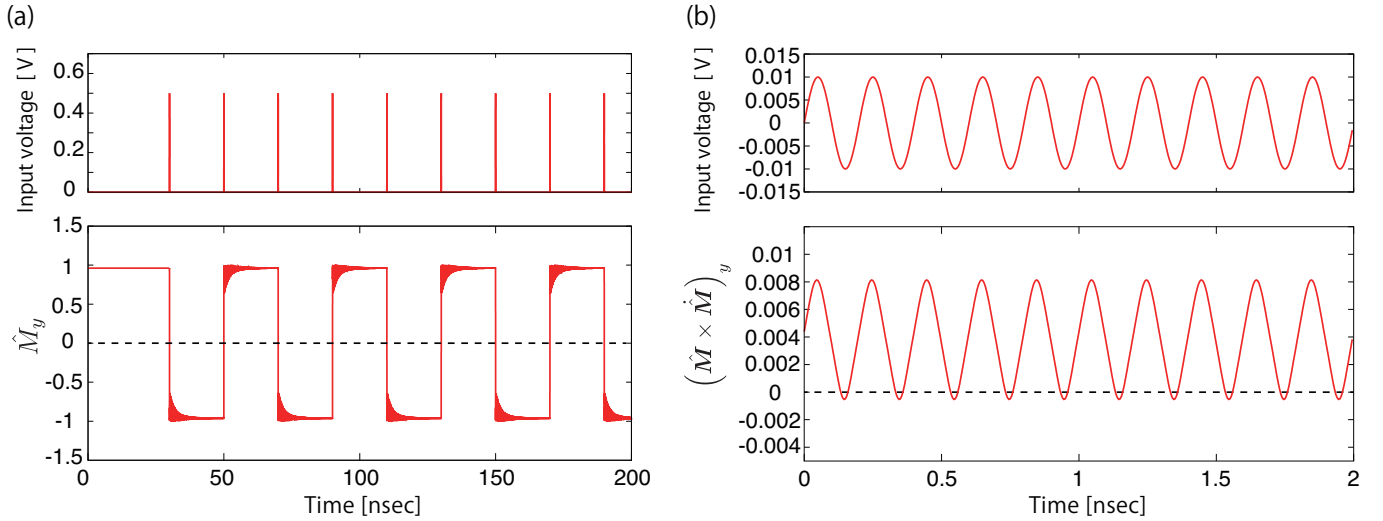 (a)
Input voltage [ V ]
0.6
0.4
0.2
0
M̂_y
1.5
1
0.5
0
-0.5
-1
-1.5
0 50 100 150 200
Time [nsec]
(b)
Input voltage [ V ]
0.015
0.010
0.005
0
-0.005
-0.01
-0.015
(M̂ × M̂̇)_y
0.01
0.008
0.006
0.004
0.002
0
-0.002
-0.004
0 0.5 1 1.5 2
Time [nsec]